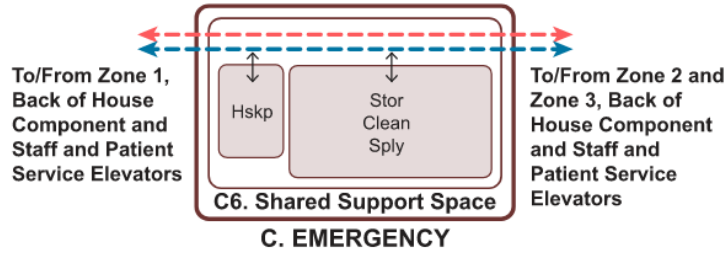 To/From Zone 1,
Back of House
Component and
Staff and Patient
Service Elevators
Hskp
Stor
Clean
Sply
To/From Zone 2 and
Zone 3, Back of
House Component
and Staff and
Patient Service
Elevators
C6. Shared Support Space
C. EMERGENCY